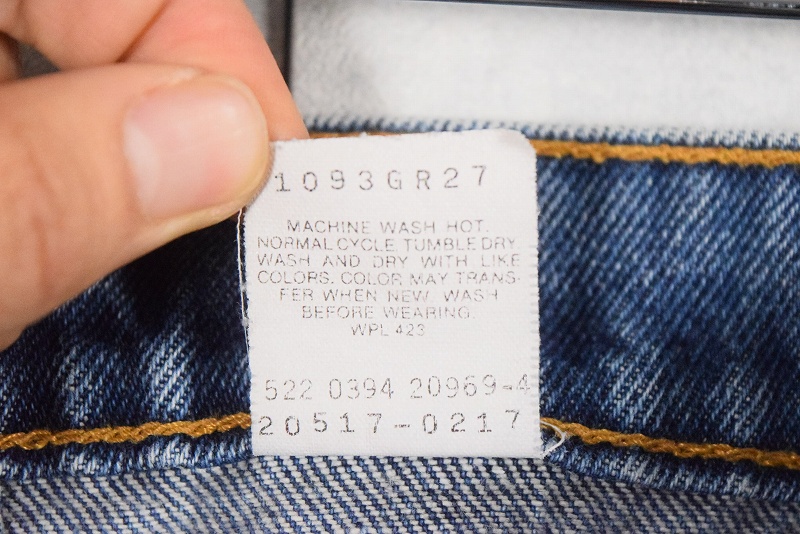 1093GR27
MACHINE WASH HOT.
NORMAL CYCLE. TUMBLE DRY.
WASH AND DRY WITH LIKE
COLORS. COLOR MAY TRANS-
FER WHEN NEW. WASH
BEFORE WEARING.
WPL 423
522 0394 20969-4
20517-0217